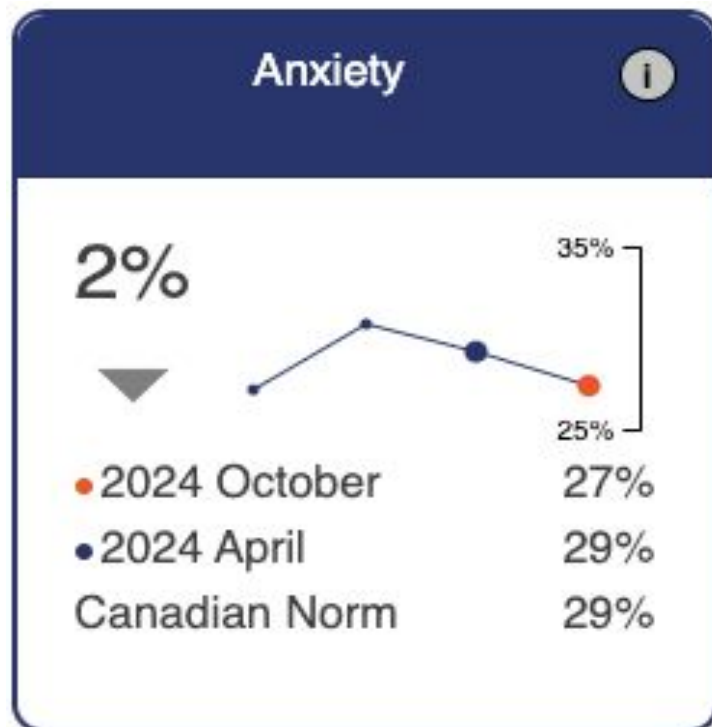 Anxiety
i
2%
35%
25%
2024 October 27%
2024 April 29%
Canadian Norm 29%